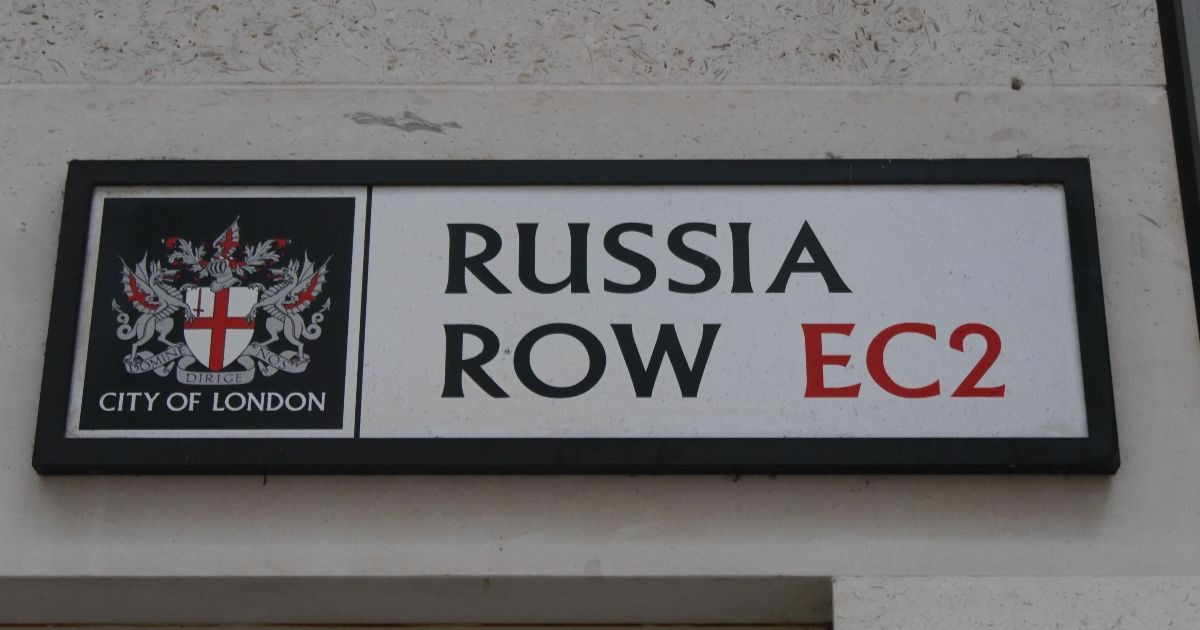 RUSSIA
ROW EC2
DOMINE DIRIGE NOS
CITY OF LONDON